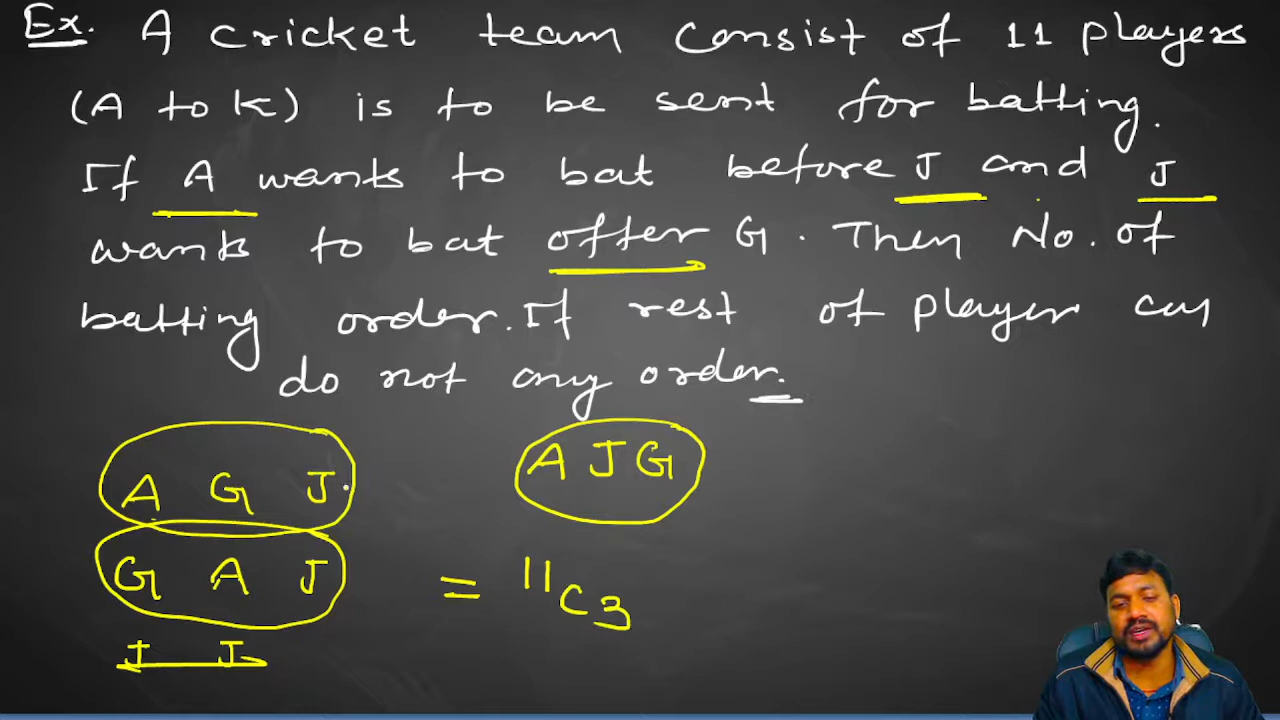 Ex. A cricket team consist of 11 players
(A to K) is to be sent for batting.
If A wants to bat before J and J
wants to bat after G. Then No. of
batting order. If rest of player can
do not any order.
A G J
A J G
G A J
= ¹¹C₃
J J